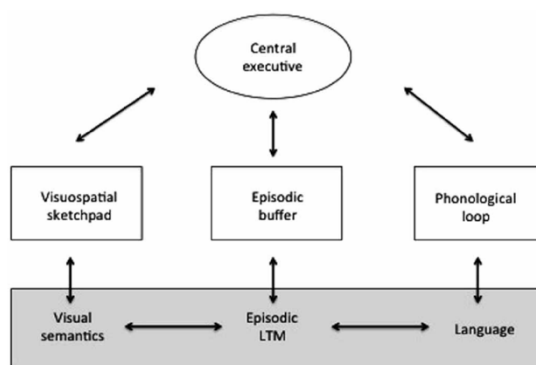 Central
executive
Visuospatial
sketchpad
Episodic
buffer
Phonological
loop
Visual
semantics
Episodic
LTM
Language